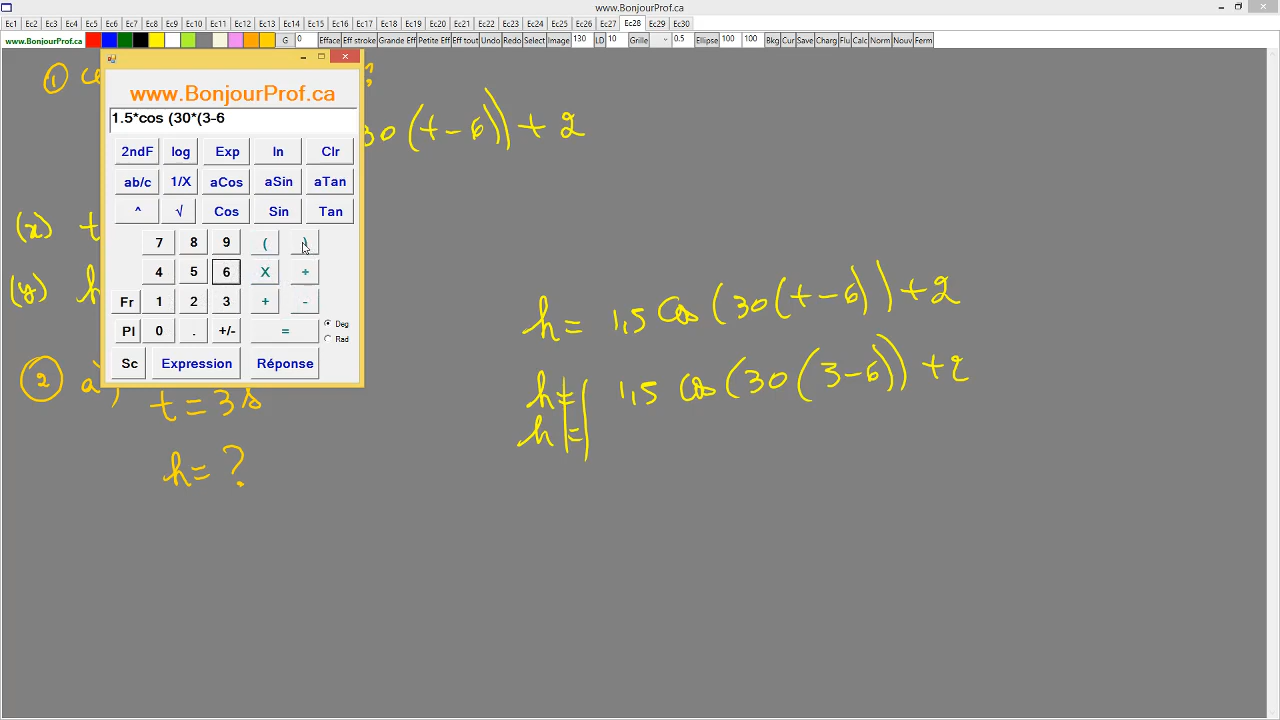 www.BonjourProf.ca
Ec1 Ec2 Ec3 Ec4 Ec5 Ec6 Ec7 Ec8 Ec9 Ec10 Ec11 Ec12 Ec13 Ec14 Ec15 Ec16 Ec17 Ec18 Ec19 Ec20 Ec21 Ec22 Ec23 Ec24 Ec25 Ec26 Ec27 Ec28 Ec29 Ec30
www.BonjourProf.ca G 0 Efface Eff stroke Grande Eff Petite Eff Eff tout Undo Redo Select Image 130 LD 10 Grille 0.5 Ellipse 100 100 Bkg Cur Save Charg Flu Calc Norm Nouv Ferm
① ?
30(t-6)) + 2
(x) t
(y) h
② a)
t = 3s
h = ?
www.BonjourProf.ca
1.5*cos (30*(3-6
2ndF log Exp ln Clr
ab/c 1/X aCos aSin aTan
^ √ Cos Sin Tan
7 8 9 ( )
4 5 6 X ÷
Fr 1 2 3 + -
PI 0 . +/- = Deg
Rad
Sc Expression Réponse
h = 1,5 cos (30(t-6)) + 2
h = 1,5 cos (30(3-6)) + 2
h =